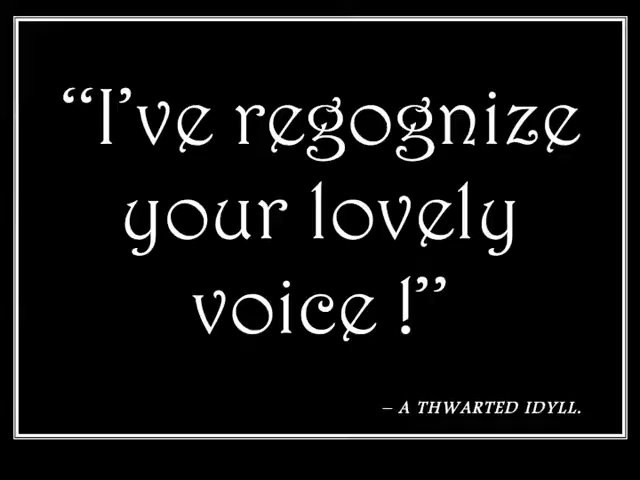 “I’ve regognize
your lovely
voice !”
– A THWARTED IDYLL.